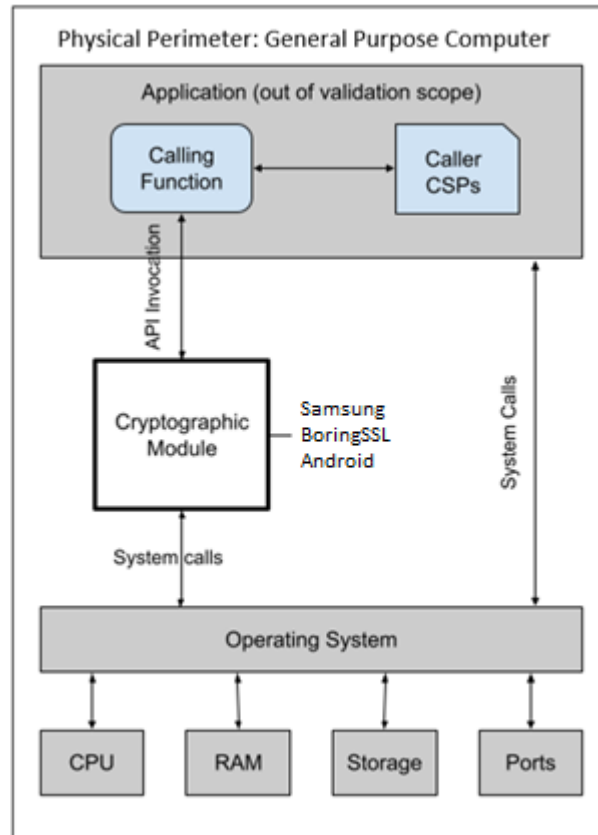 Physical Perimeter: General Purpose Computer
Application (out of validation scope)
Calling
Function
Caller
CSPs
API Invocation
Cryptographic
Module
Samsung
BoringSSL
Android
System Calls
System calls
Operating System
CPU
RAM
Storage
Ports